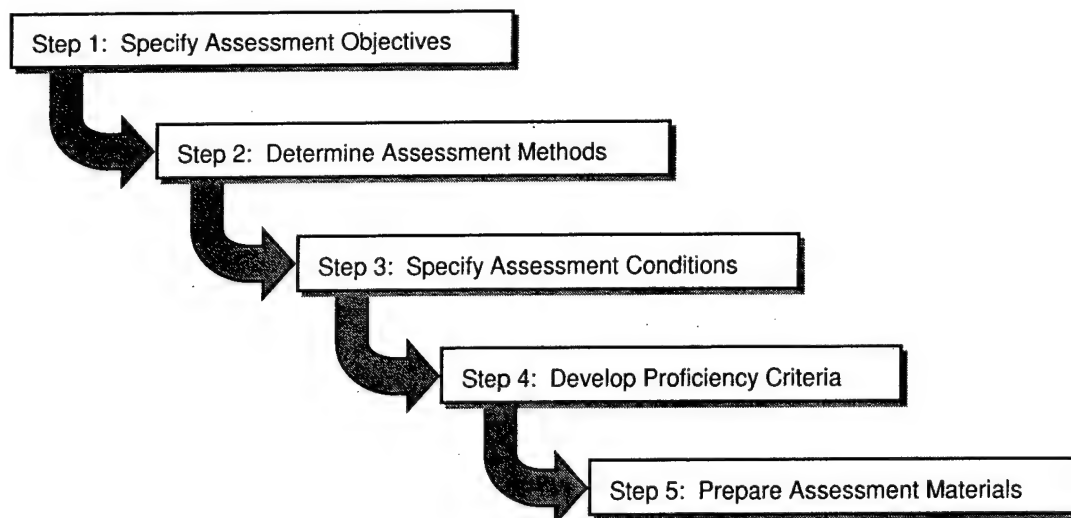 Step 1: Specify Assessment Objectives
Step 2: Determine Assessment Methods
Step 3: Specify Assessment Conditions
Step 4: Develop Proficiency Criteria
Step 5: Prepare Assessment Materials